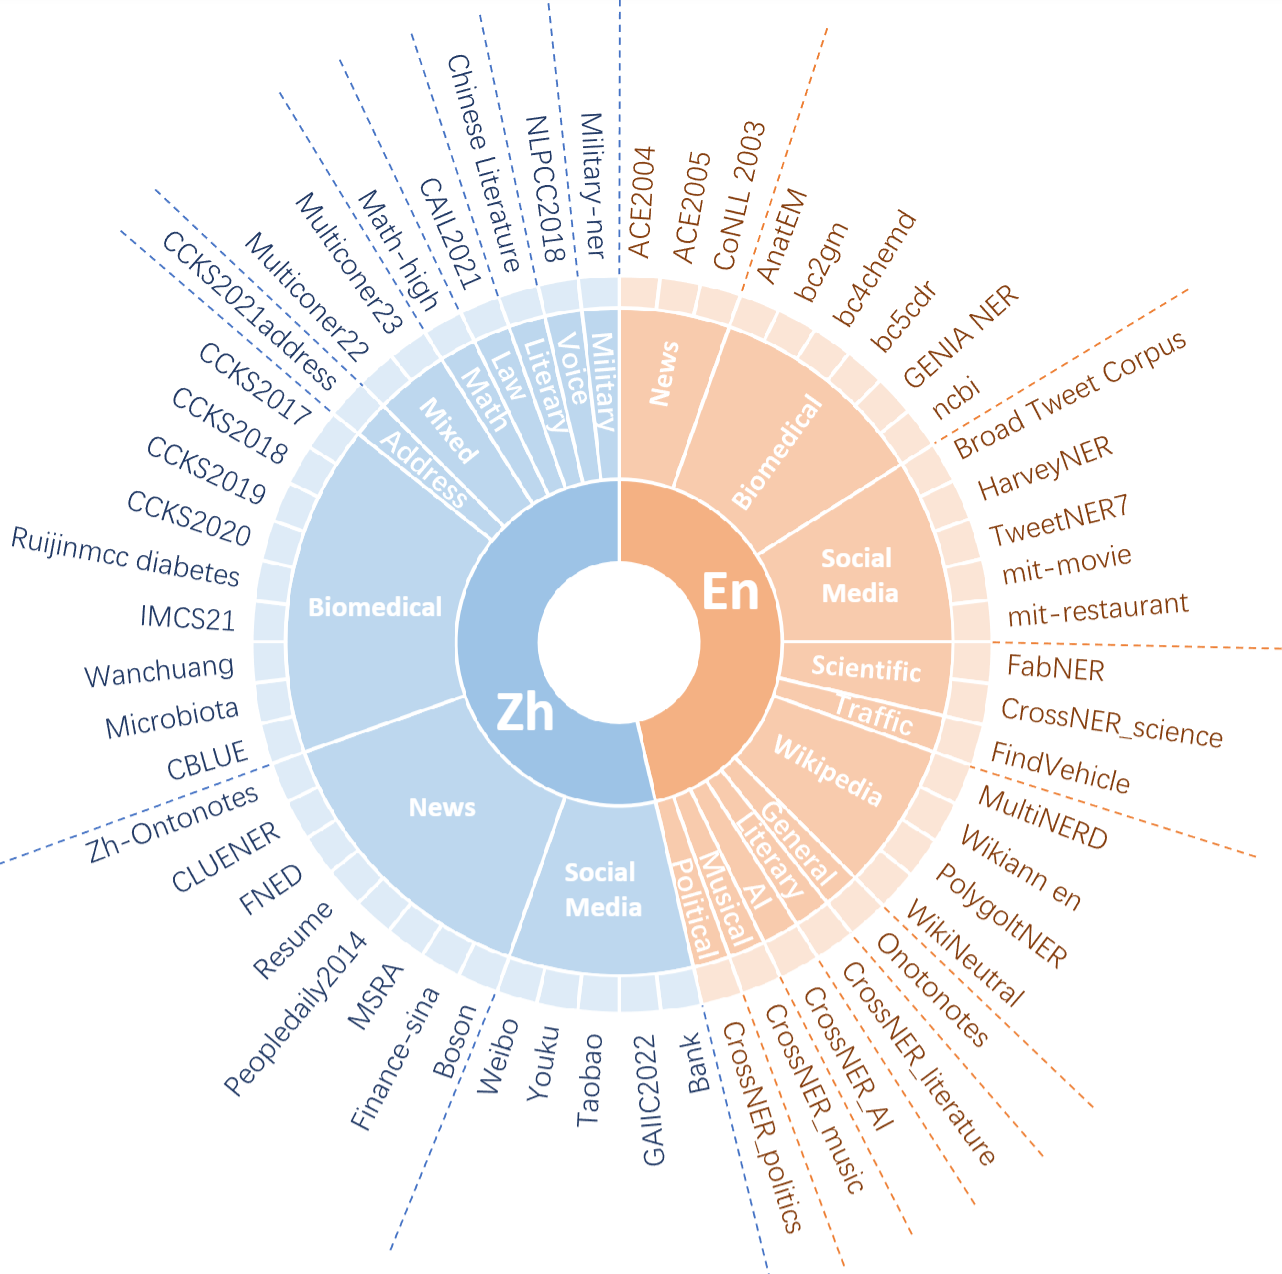 En
News
ACE2004
ACE2005
CoNLL 2003
Biomedical
AnatEM
bc2gm
bc4chemd
bc5cdr
GENIA NER
ncbi
Social
Media
Broad Tweet Corpus
HarveyNER
TweetNER7
mit-movie
mit-restaurant
Scientific
FabNER
CrossNER_science
Traffic
FindVehicle
Wikipedia
MultiNERD
Wikiann en
PolygoltNER
WikiNeutral
General
Onotonotes
Literary
CrossNER_literature
AI
CrossNER_AI
Musical
CrossNER_music
Political
CrossNER_politics
Zh
Social
Media
Bank
GAIIC2022
Taobao
Youku
Weibo
News
Boson
Finance-sina
MSRA
Peopledaily2014
Resume
FNED
CLUENER
Zh-Ontonotes
Biomedical
CBLUE
Microbiota
Wanchuang
IMCS21
Ruijinmcc diabetes
CCKS2020
CCKS2019
CCKS2018
CCKS2017
Address
CCKS2021address
Mixed
Multiconer22
Multiconer23
Math
Math-high
Law
CAIL2021
Literary
Chinese Literature
Voice
NLPCC2018
Military
Military-ner